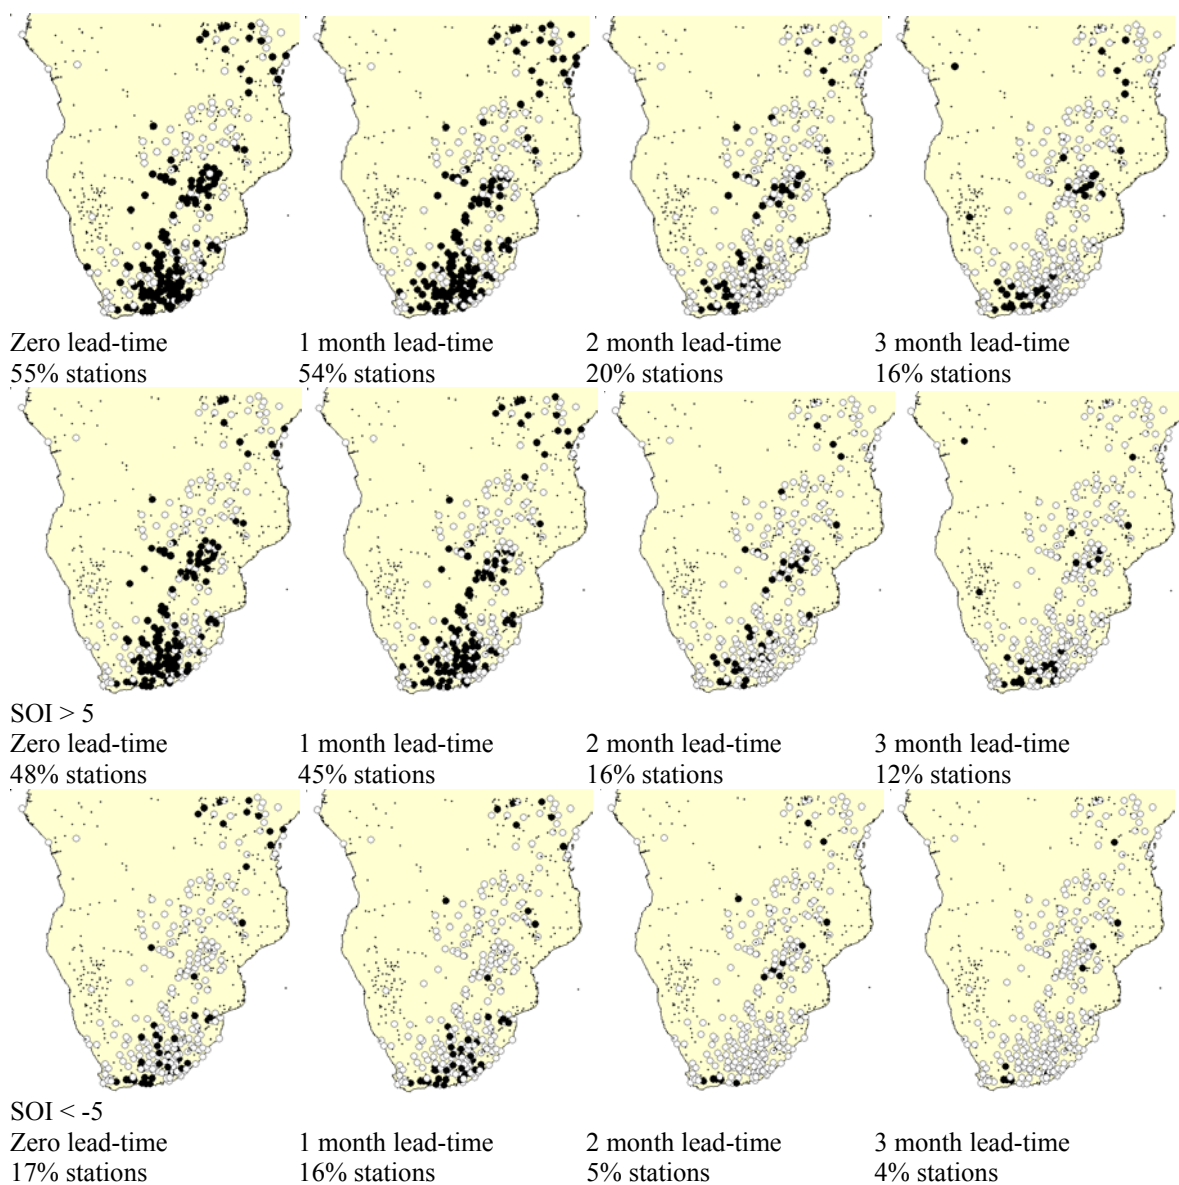 Zero lead-time 1 month lead-time 2 month lead-time 3 month lead-time
55% stations 54% stations 20% stations 16% stations
SOI > 5
Zero lead-time 1 month lead-time 2 month lead-time 3 month lead-time
48% stations 45% stations 16% stations 12% stations
SOI < -5
Zero lead-time 1 month lead-time 2 month lead-time 3 month lead-time
17% stations 16% stations 5% stations 4% stations